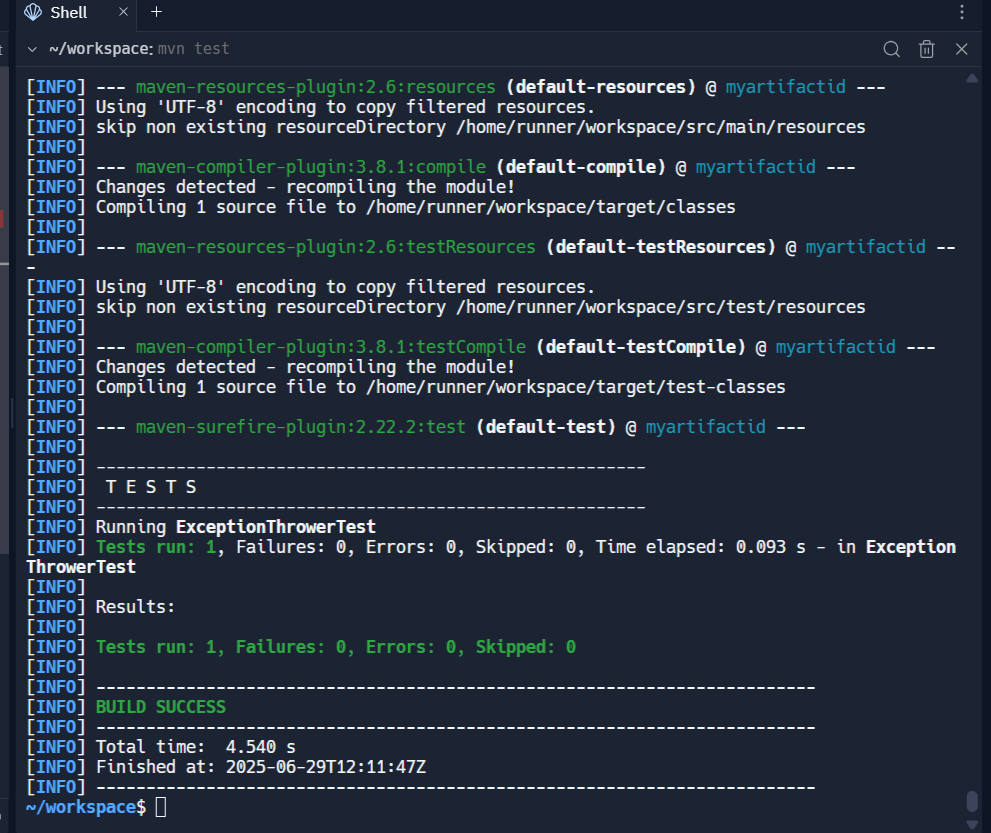 Shell
~/workspace: mvn test
[INFO] --- maven-resources-plugin:2.6:resources (default-resources) @ myartifactid ---
[INFO] Using 'UTF-8' encoding to copy filtered resources.
[INFO] skip non existing resourceDirectory /home/runner/workspace/src/main/resources
[INFO]
[INFO] --- maven-compiler-plugin:3.8.1:compile (default-compile) @ myartifactid ---
[INFO] Changes detected - recompiling the module!
[INFO] Compiling 1 source file to /home/runner/workspace/target/classes
[INFO]
[INFO] --- maven-resources-plugin:2.6:testResources (default-testResources) @ myartifactid --
-
[INFO] Using 'UTF-8' encoding to copy filtered resources.
[INFO] skip non existing resourceDirectory /home/runner/workspace/src/test/resources
[INFO]
[INFO] --- maven-compiler-plugin:3.8.1:testCompile (default-testCompile) @ myartifactid ---
[INFO] Changes detected - recompiling the module!
[INFO] Compiling 1 source file to /home/runner/workspace/target/test-classes
[INFO]
[INFO] --- maven-surefire-plugin:2.22.2:test (default-test) @ myartifactid ---
[INFO]
[INFO] -------------------------------------------------------
[INFO]  T E S T S
[INFO] -------------------------------------------------------
[INFO] Running ExceptionThrowerTest
[INFO] Tests run: 1, Failures: 0, Errors: 0, Skipped: 0, Time elapsed: 0.093 s - in Exception
ThrowerTest
[INFO]
[INFO] Results:
[INFO]
[INFO] Tests run: 1, Failures: 0, Errors: 0, Skipped: 0
[INFO]
[INFO] ------------------------------------------------------------------------
[INFO] BUILD SUCCESS
[INFO] ------------------------------------------------------------------------
[INFO] Total time:  4.540 s
[INFO] Finished at: 2025-06-29T12:11:47Z
[INFO] ------------------------------------------------------------------------
~/workspace$